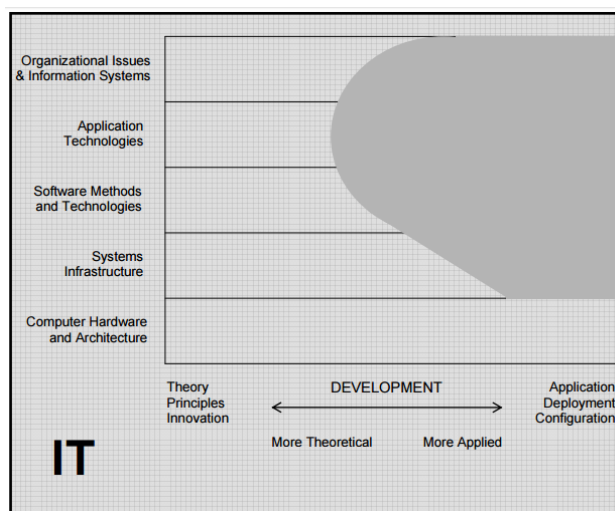 Organizational Issues
& Information Systems
Application
Technologies
Software Methods
and Technologies
Systems
Infrastructure
Computer Hardware
and Architecture
Theory
Principles
Innovation
DEVELOPMENT
Application
Deployment
Configuration
More Theoretical
More Applied
IT